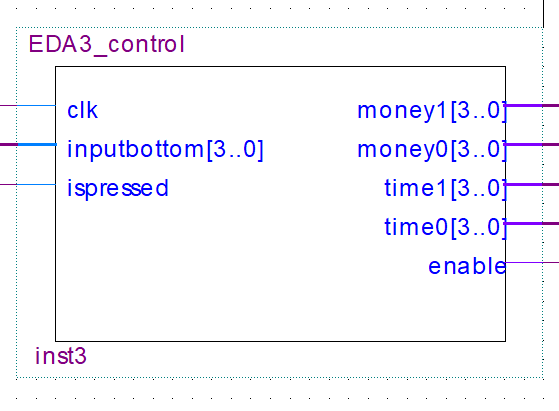 EDA3_control
clk
money1[3..0]
inputbottom[3..0]
money0[3..0]
ispressed
time1[3..0]
time0[3..0]
enable
inst3